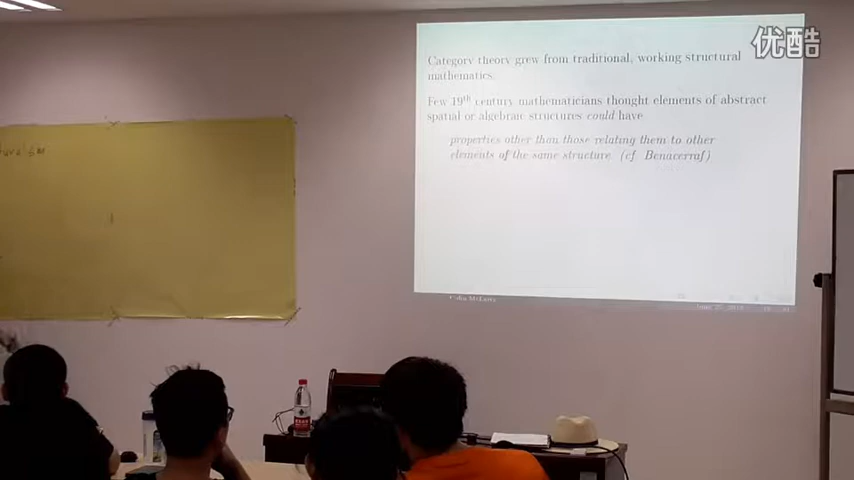 优酷
Category theory grew from traditional, working structural
mathematics.
Few 19th century mathematicians thought elements of abstract
spatial or algebraic structures could have
properties other than those relating them to other
elements of the same structure. (cf. Benacerraf)
Colin McLarty